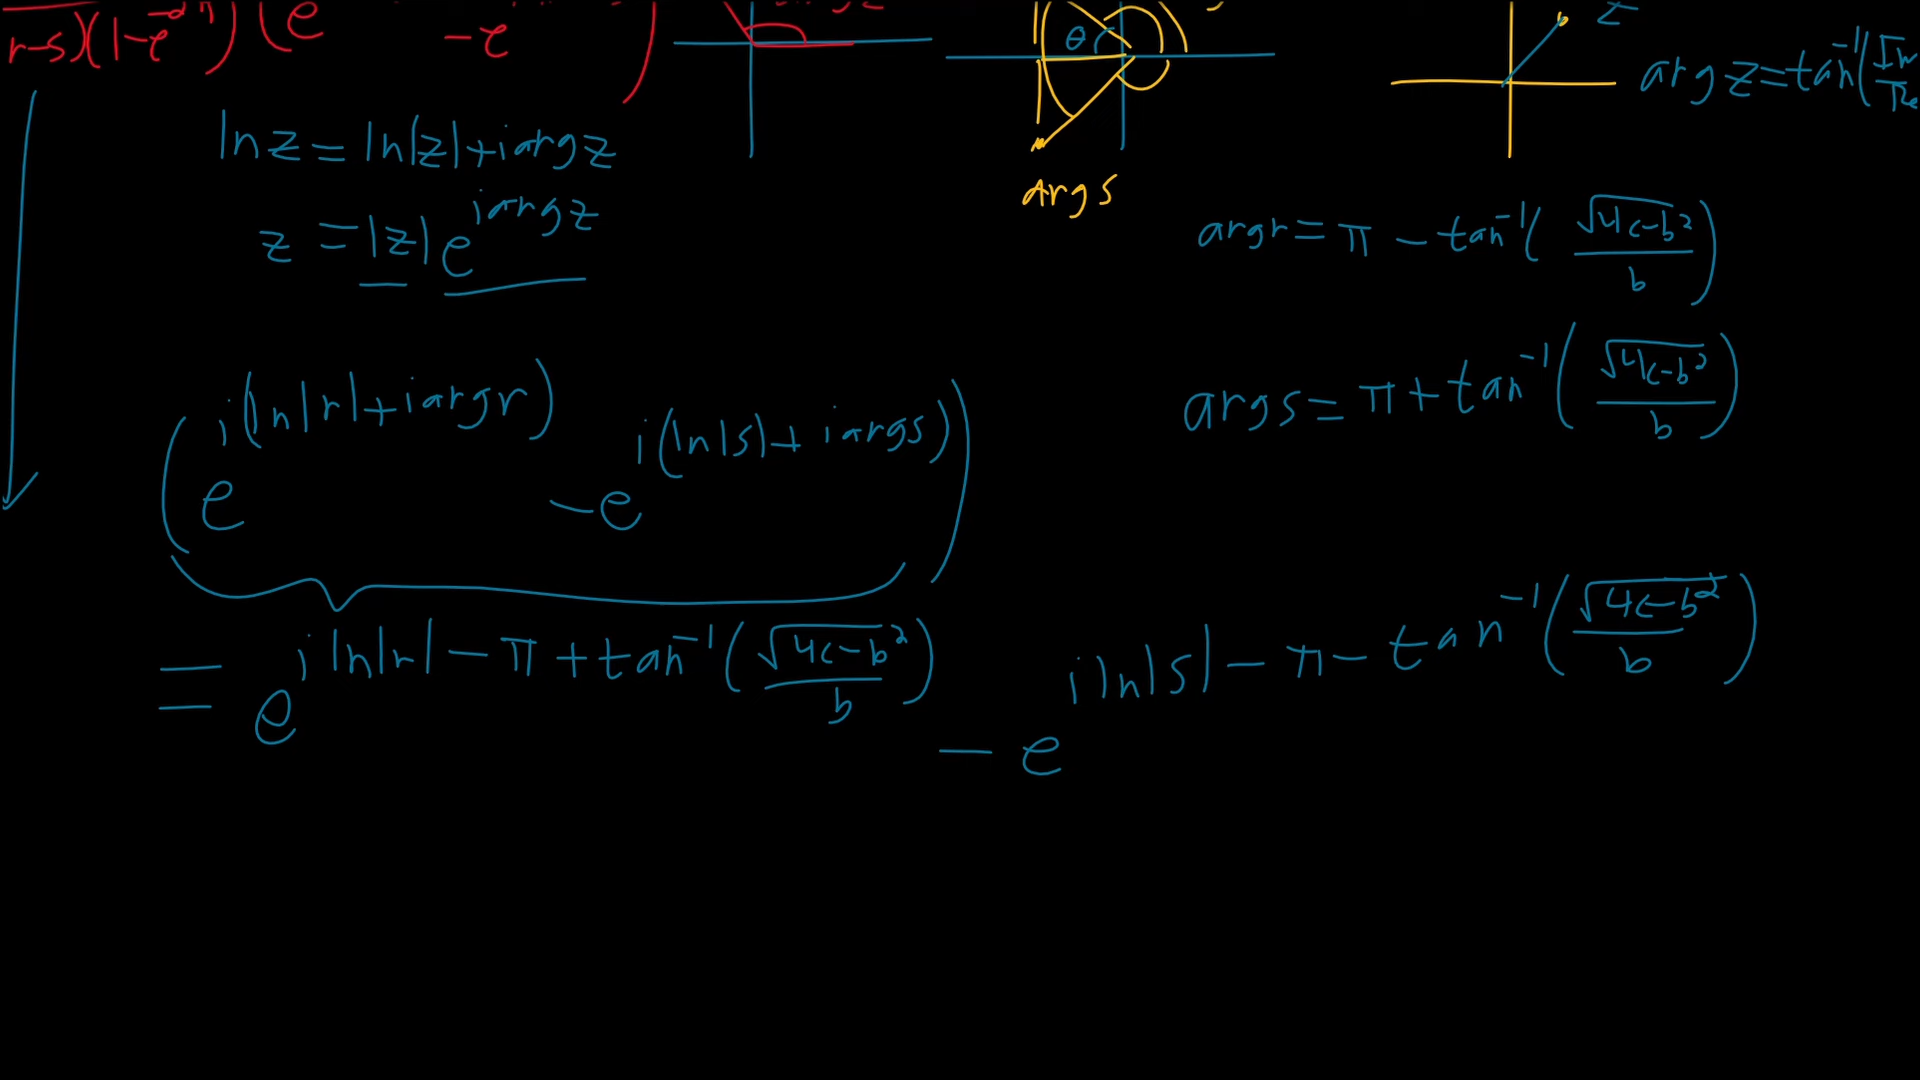 r-s)(1-e^{-2π})(e -e )
θ
z
arg z = tan^{-1}(
ln z = ln|z| + i arg z
z = |z| e^{i arg z}
arg s
arg r = π - tan^{-1}(√(4c-b²)/b)
arg s = π + tan^{-1}(√(4c-b²)/b)
(e^{i(ln|r| + i arg r)} - e^{i(ln|s| + i arg s)})
= e^{i ln|r| - π + tan^{-1}(√(4c-b²)/b)} - e^{i ln|s| - π - tan^{-1}(√(4c-b²)/b)}